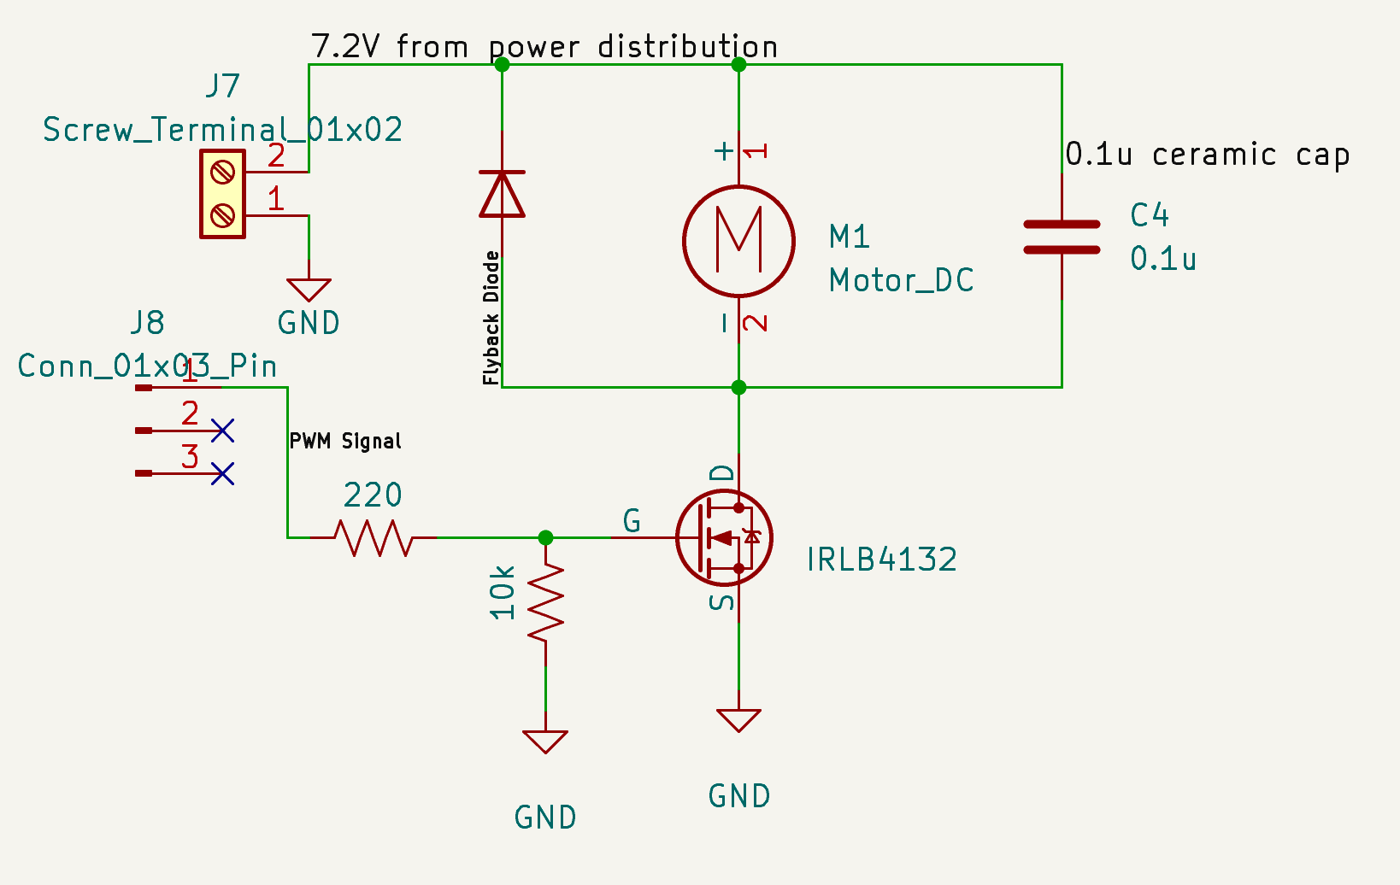 7.2V from power distribution
J7
Screw_Terminal_01x02
2
1
GND
0.1u ceramic cap
C4
0.1u
+
1
M
M1
Motor_DC
-
2
Flyback Diode
J8
Conn_01x03_Pin
1
2
3
PWM Signal
220
10k
GND
G
D
S
IRLB4132
GND